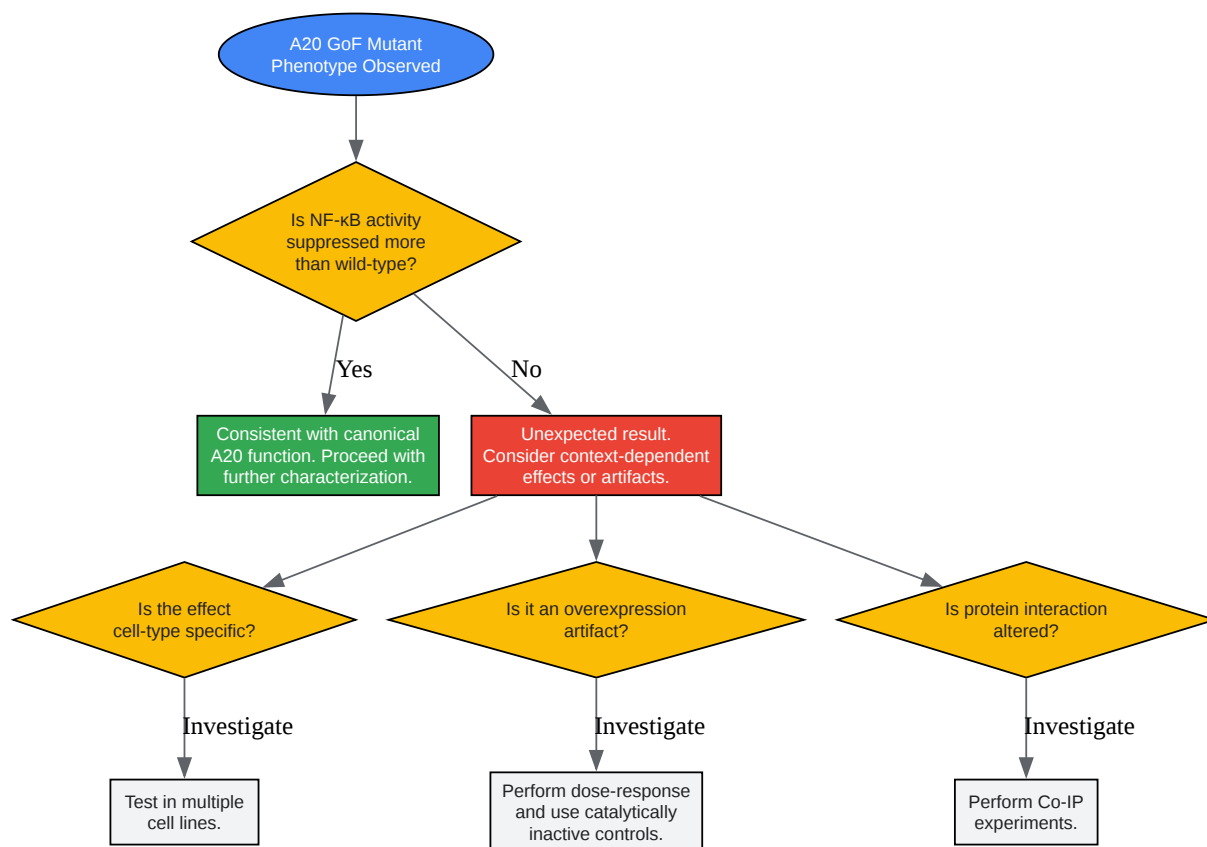 A20 GoF Mutant
Phenotype Observed
Is NF-κB activity
suppressed more
than wild-type?
Yes
No
Consistent with canonical
A20 function. Proceed with
further characterization.
Unexpected result.
Consider context-dependent
effects or artifacts.
Is the effect
cell-type specific?
Is it an overexpression
artifact?
Is protein interaction
altered?
Investigate
Investigate
Investigate
Test in multiple
cell lines.
Perform dose-response
and use catalytically
inactive controls.
Perform Co-IP
experiments.